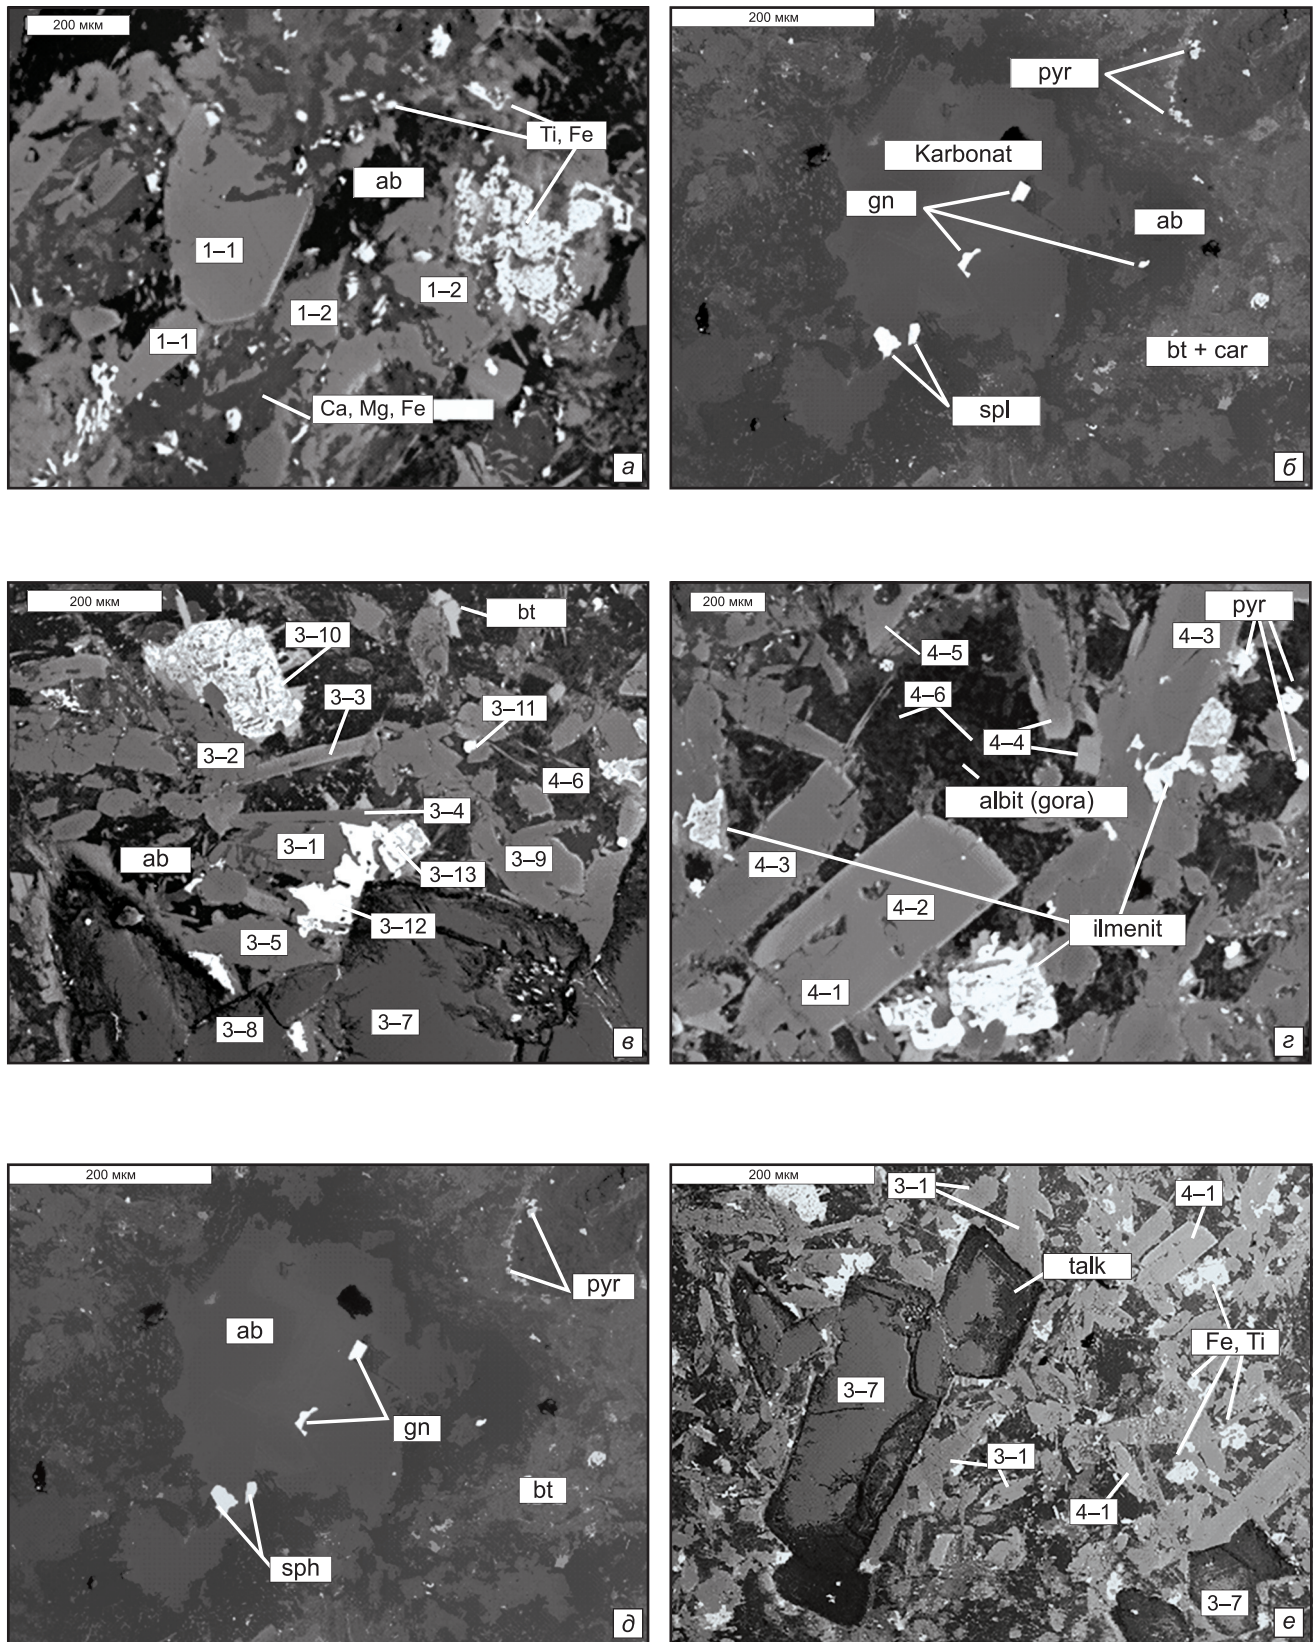 200 мкм
Ti, Fe
ab
1–1
1–2
1–2
1–1
Ca, Mg, Fe
а
200 мкм
pyr
Karbonat
gn
ab
bt + car
spl
б
200 мкм
bt
3–10
3–3
3–11
3–2
4–6
3–4
3–1
ab
3–9
3–13
3–12
3–5
3–8
3–7
в
200 мкм
pyr
4–3
4–5
4–6
4–4
albit (gora)
4–3
4–2
ilmenit
4–1
г
200 мкм
pyr
ab
gn
bt
sph
д
200 мкм
3–1
4–1
talk
Fe, Ti
3–7
3–1
4–1
3–7
е